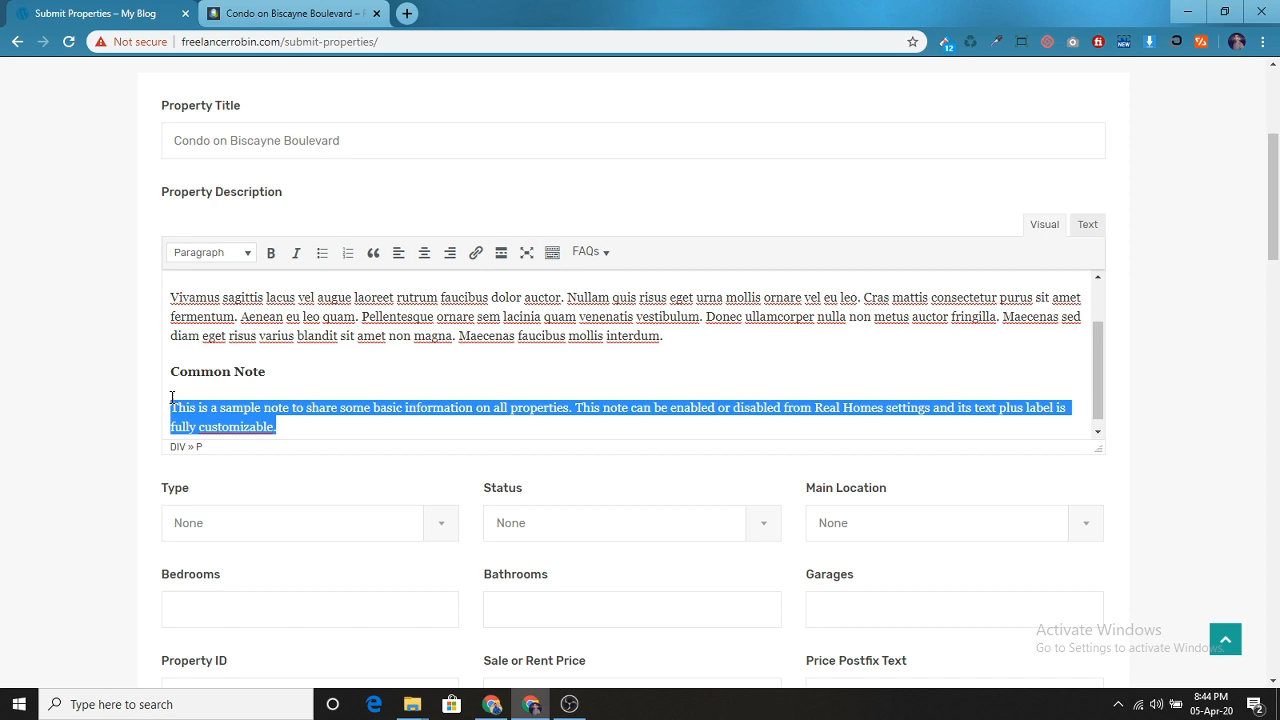 Submit Properties – My Blog
Condo on Biscayne Boulevard –
Not secure
freelancerrobin.com/submit-properties/
12
NEW
Property Title
Condo on Biscayne Boulevard
Property Description
Visual
Text
Paragraph
B
I
FAQs
Vivamus sagittis lacus vel augue laoreet rutrum faucibus dolor auctor. Nullam quis risus eget urna mollis ornare vel eu leo. Cras mattis consectetur purus sit amet
fermentum. Aenean eu leo quam. Pellentesque ornare sem lacinia quam venenatis vestibulum. Donec ullamcorper nulla non metus auctor fringilla. Maecenas sed
diam eget risus varius blandit sit amet non magna. Maecenas faucibus mollis interdum.
Common Note
This is a sample note to share some basic information on all properties. This note can be enabled or disabled from Real Homes settings and its text plus label is
fully customizable.
DIV » P
Type
Status
Main Location
None
None
None
Bedrooms
Bathrooms
Garages
Activate Windows
Go to Settings to activate Windows.
Property ID
Sale or Rent Price
Price Postfix Text
Type here to search
8:44 PM
05-Apr-20
2